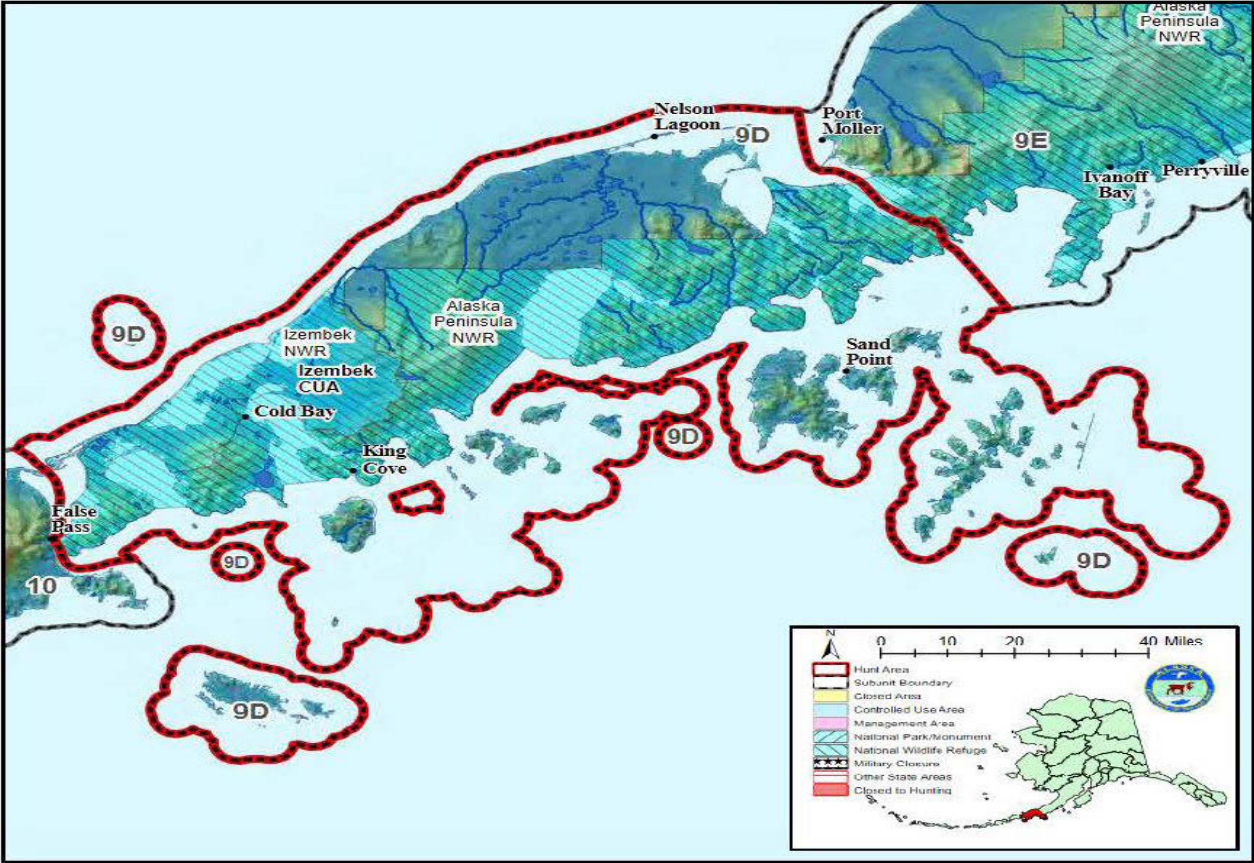 Alaska
Peninsula
NWR
Nelson
Lagoon
9D
Port
Moller
9E
Ivanoff
Bay
Perryville
9D
Izembek
NWR
Izembek
CUA
Alaska
Peninsula
NWR
Sand
Point
Cold Bay
9D
King
Cove
False
Pass
9D
9D
10
9D
N
0 10 20 40 Miles
Hunt Area
Subunit Boundary
Closed Area
Controlled Use Area
Management Area
National Park/Monument
National Wildlife Refuge
Military Closure
Other State Areas
Closed to Hunting